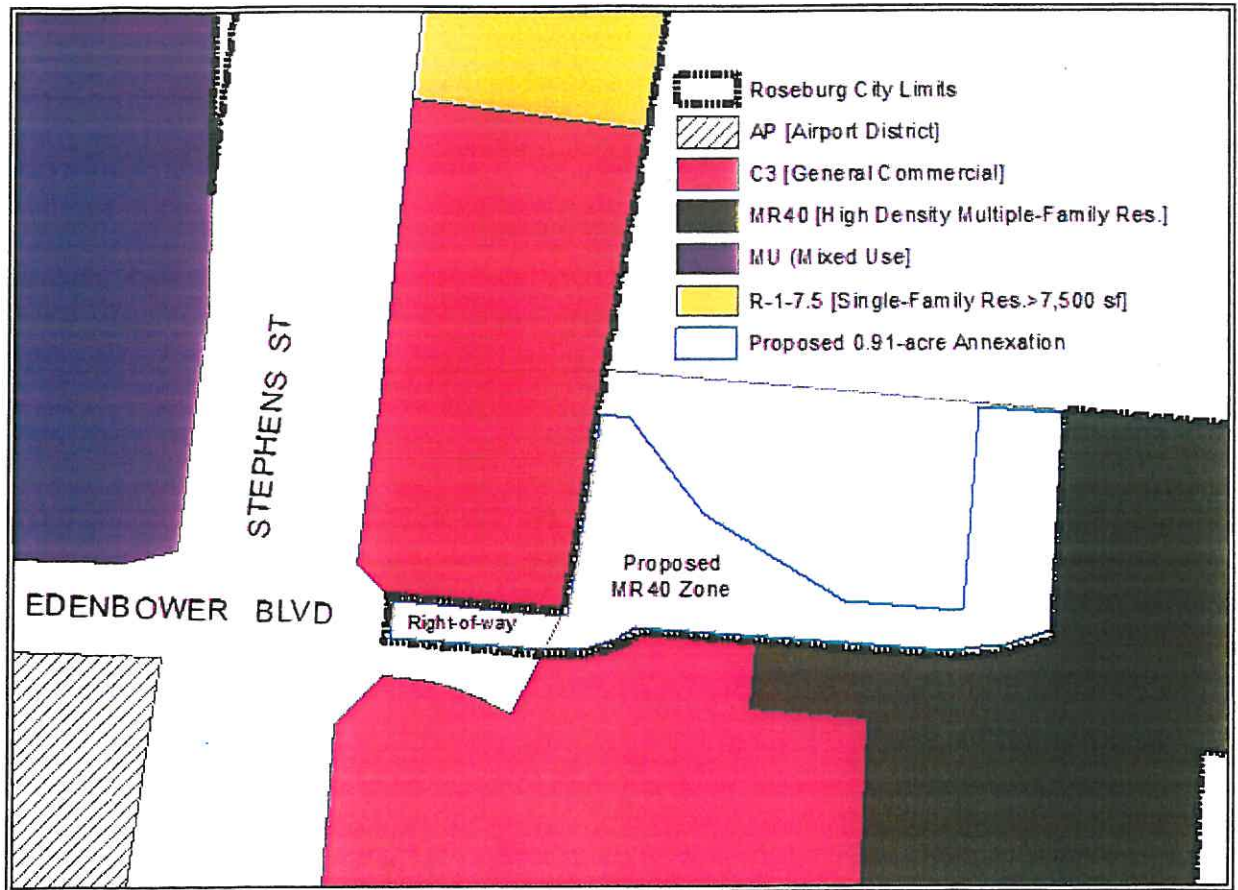 Roseburg City Limits
AP [Airport District]
C3 [General Commercial]
MR40 [High Density Multiple-Family Res.]
MU (Mixed Use]
R-1-7.5 [Single-Family Res.>7,500 sf]
Proposed 0.91-acre Annexation
STEPHENS ST
Proposed
MR40 Zone
EDENBOWER BLVD
Right-of-way